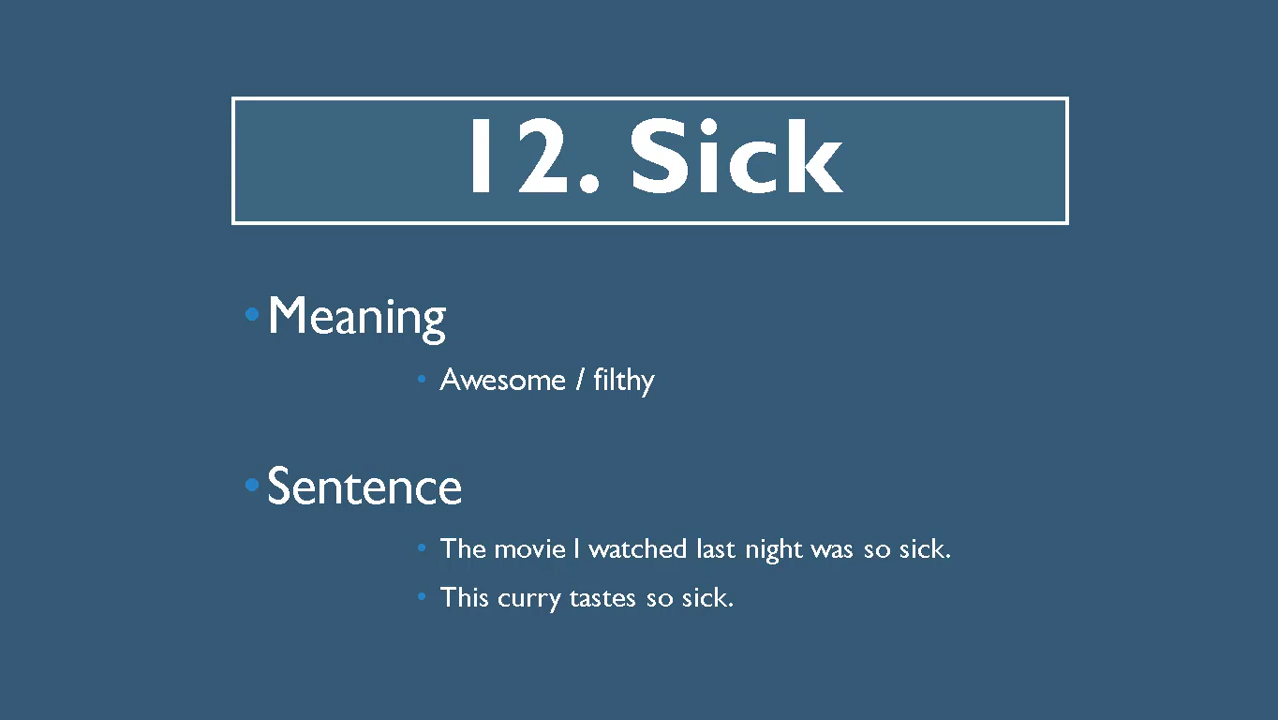 12. Sick
• Meaning
• Awesome / filthy
• Sentence
• The movie I watched last night was so sick.
• This curry tastes so sick.